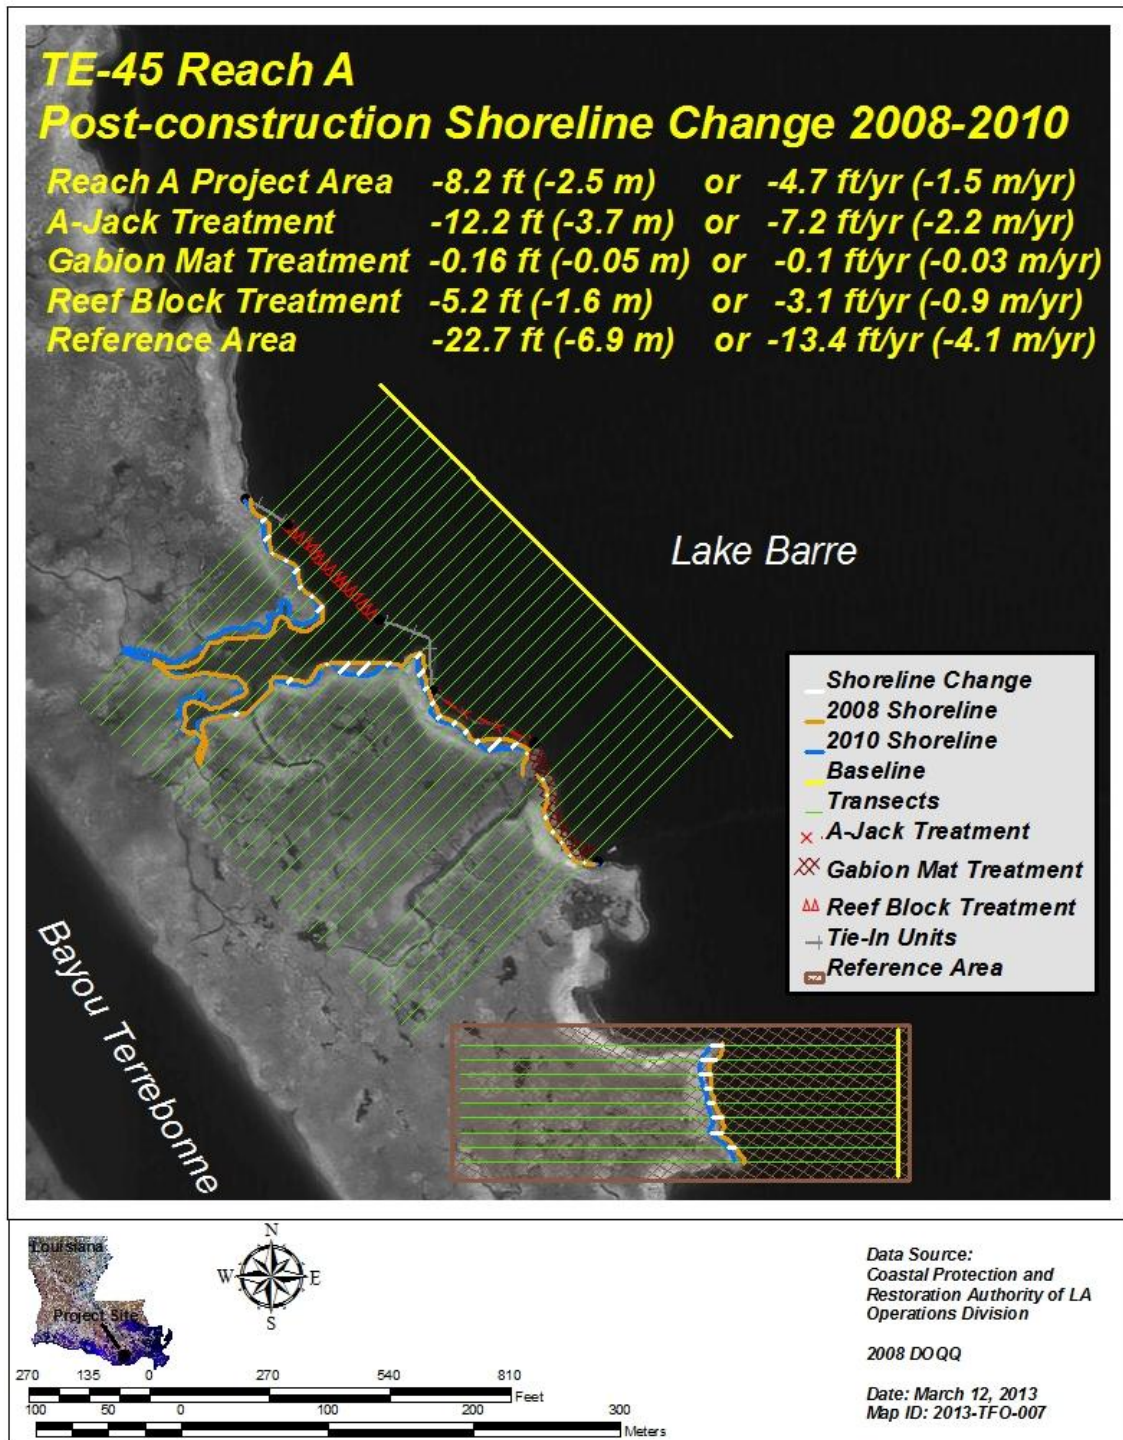 TE-45 Reach A
Post-construction Shoreline Change 2008-2010
Reach A Project Area -8.2 ft (-2.5 m) or -4.7 ft/yr (-1.5 m/yr)
A-Jack Treatment -12.2 ft (-3.7 m) or -7.2 ft/yr (-2.2 m/yr)
Gabion Mat Treatment -0.16 ft (-0.05 m) or -0.1 ft/yr (-0.03 m/yr)
Reef Block Treatment -5.2 ft (-1.6 m) or -3.1 ft/yr (-0.9 m/yr)
Reference Area -22.7 ft (-6.9 m) or -13.4 ft/yr (-4.1 m/yr)
Lake Barre
Shoreline Change
2008 Shoreline
2010 Shoreline
Baseline
Transects
A-Jack Treatment
Gabion Mat Treatment
Reef Block Treatment
Tie-In Units
Reference Area
Bayou Terrebonne
Louisiana
Project Site
N
W E
S
270 135 0 270 540 810
Feet
100 50 0 100 200 300
Meters
Data Source:
Coastal Protection and
Restoration Authority of LA
Operations Division
2008 DOQQ
Date: March 12, 2013
Map ID: 2013-TFO-007